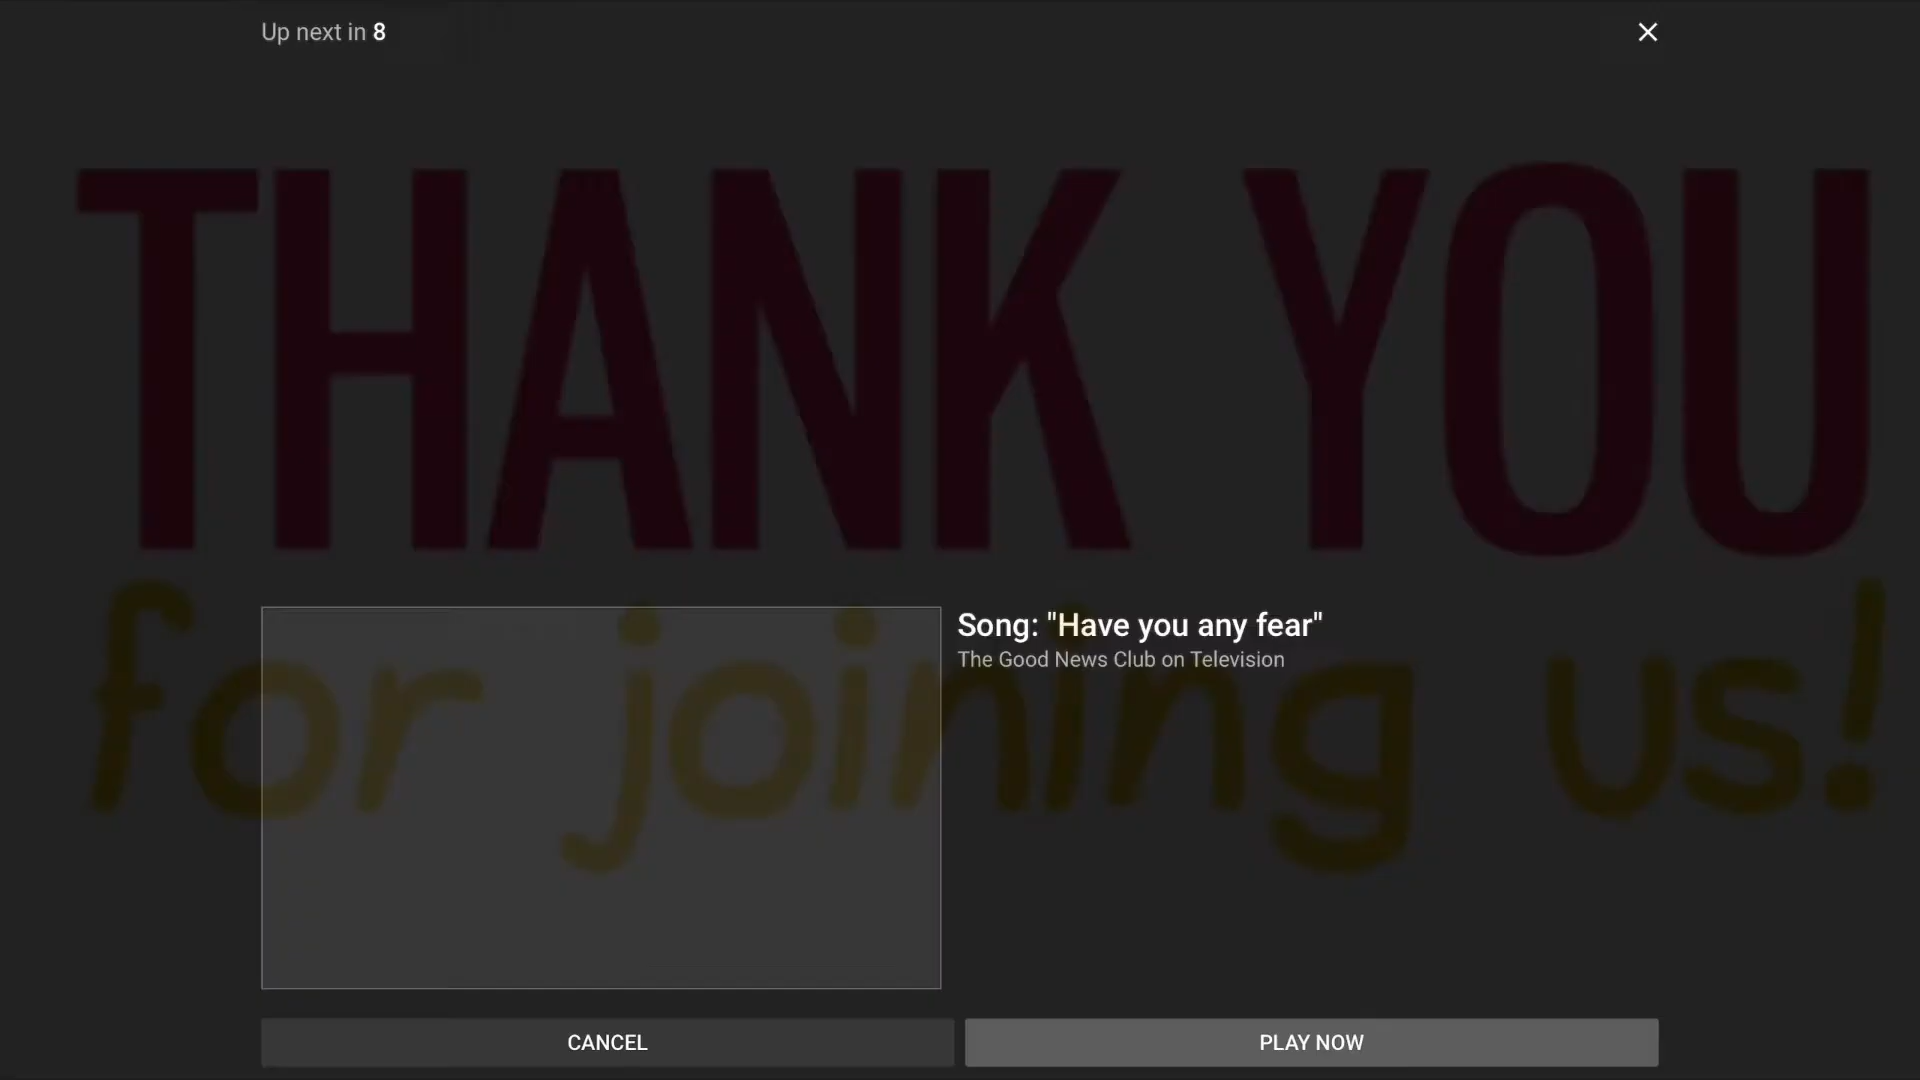 Up next in 8
THANK YOU
for joining us!
Song: "Have you any fear"
The Good News Club on Television
CANCEL
PLAY NOW